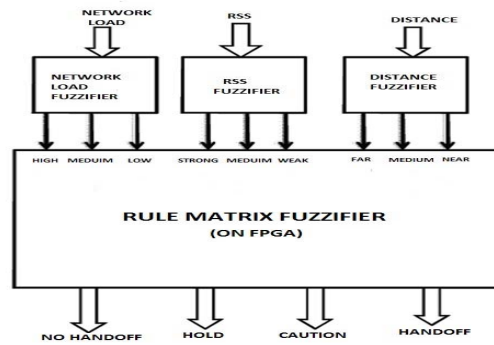 NETWORK
LOAD
RSS
DISTANCE
NETWORK
LOAD
FUZZIFIER
RSS
FUZZIFIER
DISTANCE
FUZZIFIER
HIGH MEDUIM LOW STRONG MEDUIM WEAK FAR MEDIUM NEAR
RULE MATRIX FUZZIFIER
(ON FPGA)
NO HANDOFF HOLD CAUTION HANDOFF